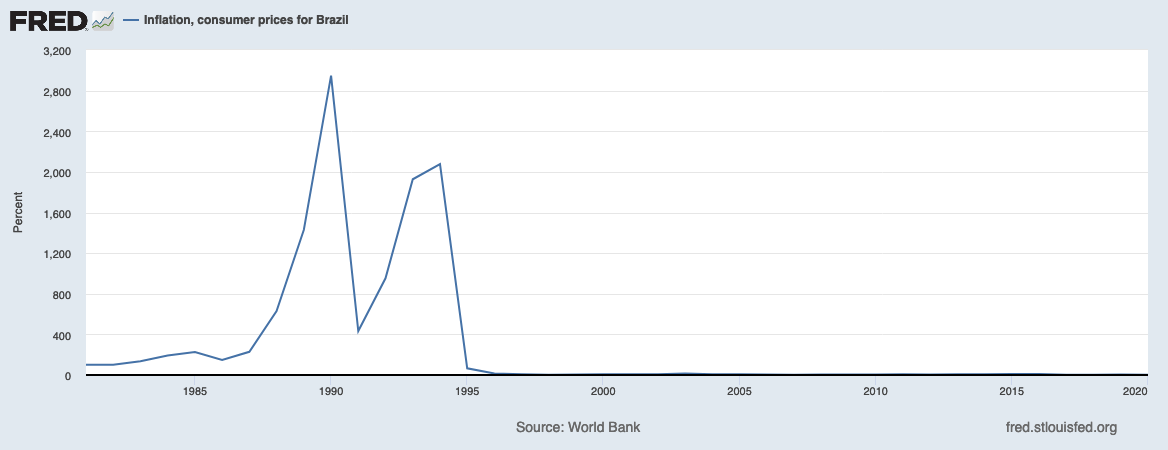 FRED
Inflation, consumer prices for Brazil
3,200
2,800
2,400
2,000
1,600
1,200
800
400
0
Percent
1985 1990 1995 2000 2005 2010 2015 2020
Source: World Bank fred.stlouisfed.org